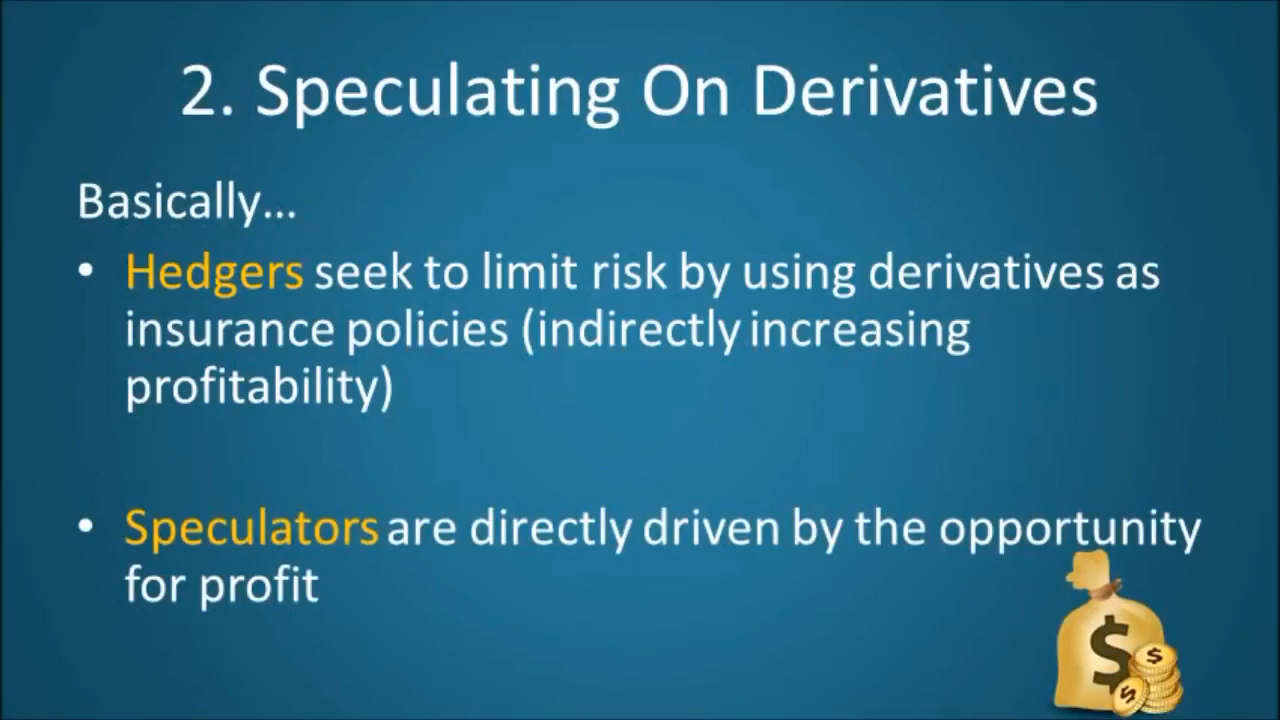 2. Speculating On Derivatives
Basically...
• Hedgers seek to limit risk by using derivatives as
insurance policies (indirectly increasing
profitability)
• Speculators are directly driven by the opportunity
for profit
$
$
$